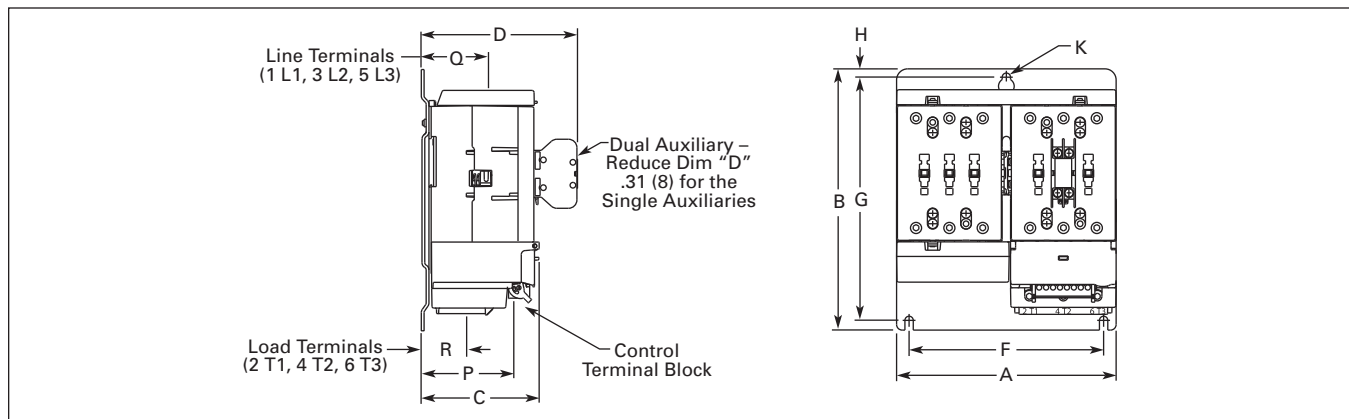 D
Q
Line Terminals
(1 L1, 3 L2, 5 L3)
Dual Auxiliary –
Reduce Dim “D”
.31 (8) for the
Single Auxiliaries
Load Terminals
(2 T1, 4 T2, 6 T3)
R
P
C
Control
Terminal Block
H
K
B
G
2 T1 4 T2 6 T3
F
A